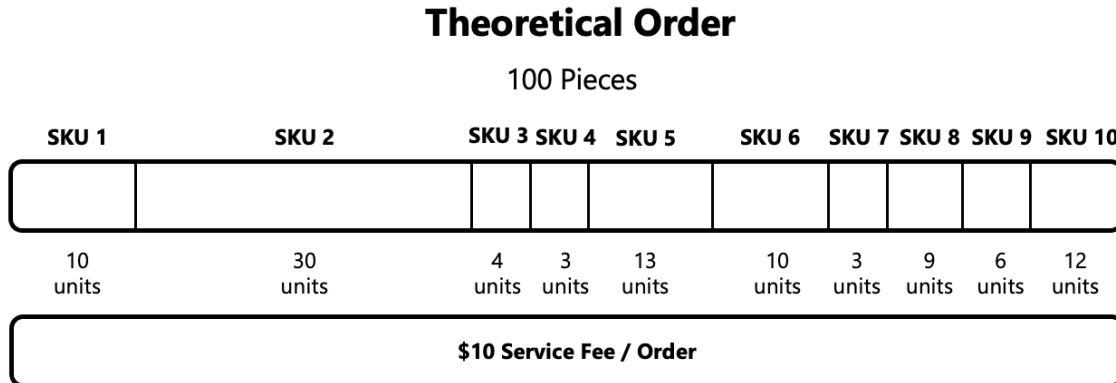 Theoretical Order
100 Pieces
SKU 1 SKU 2 SKU 3 SKU 4 SKU 5 SKU 6 SKU 7 SKU 8 SKU 9 SKU 10
10 30 4 3 13 10 3 9 6 12
units units units units units units units units units units
$10 Service Fee / Order